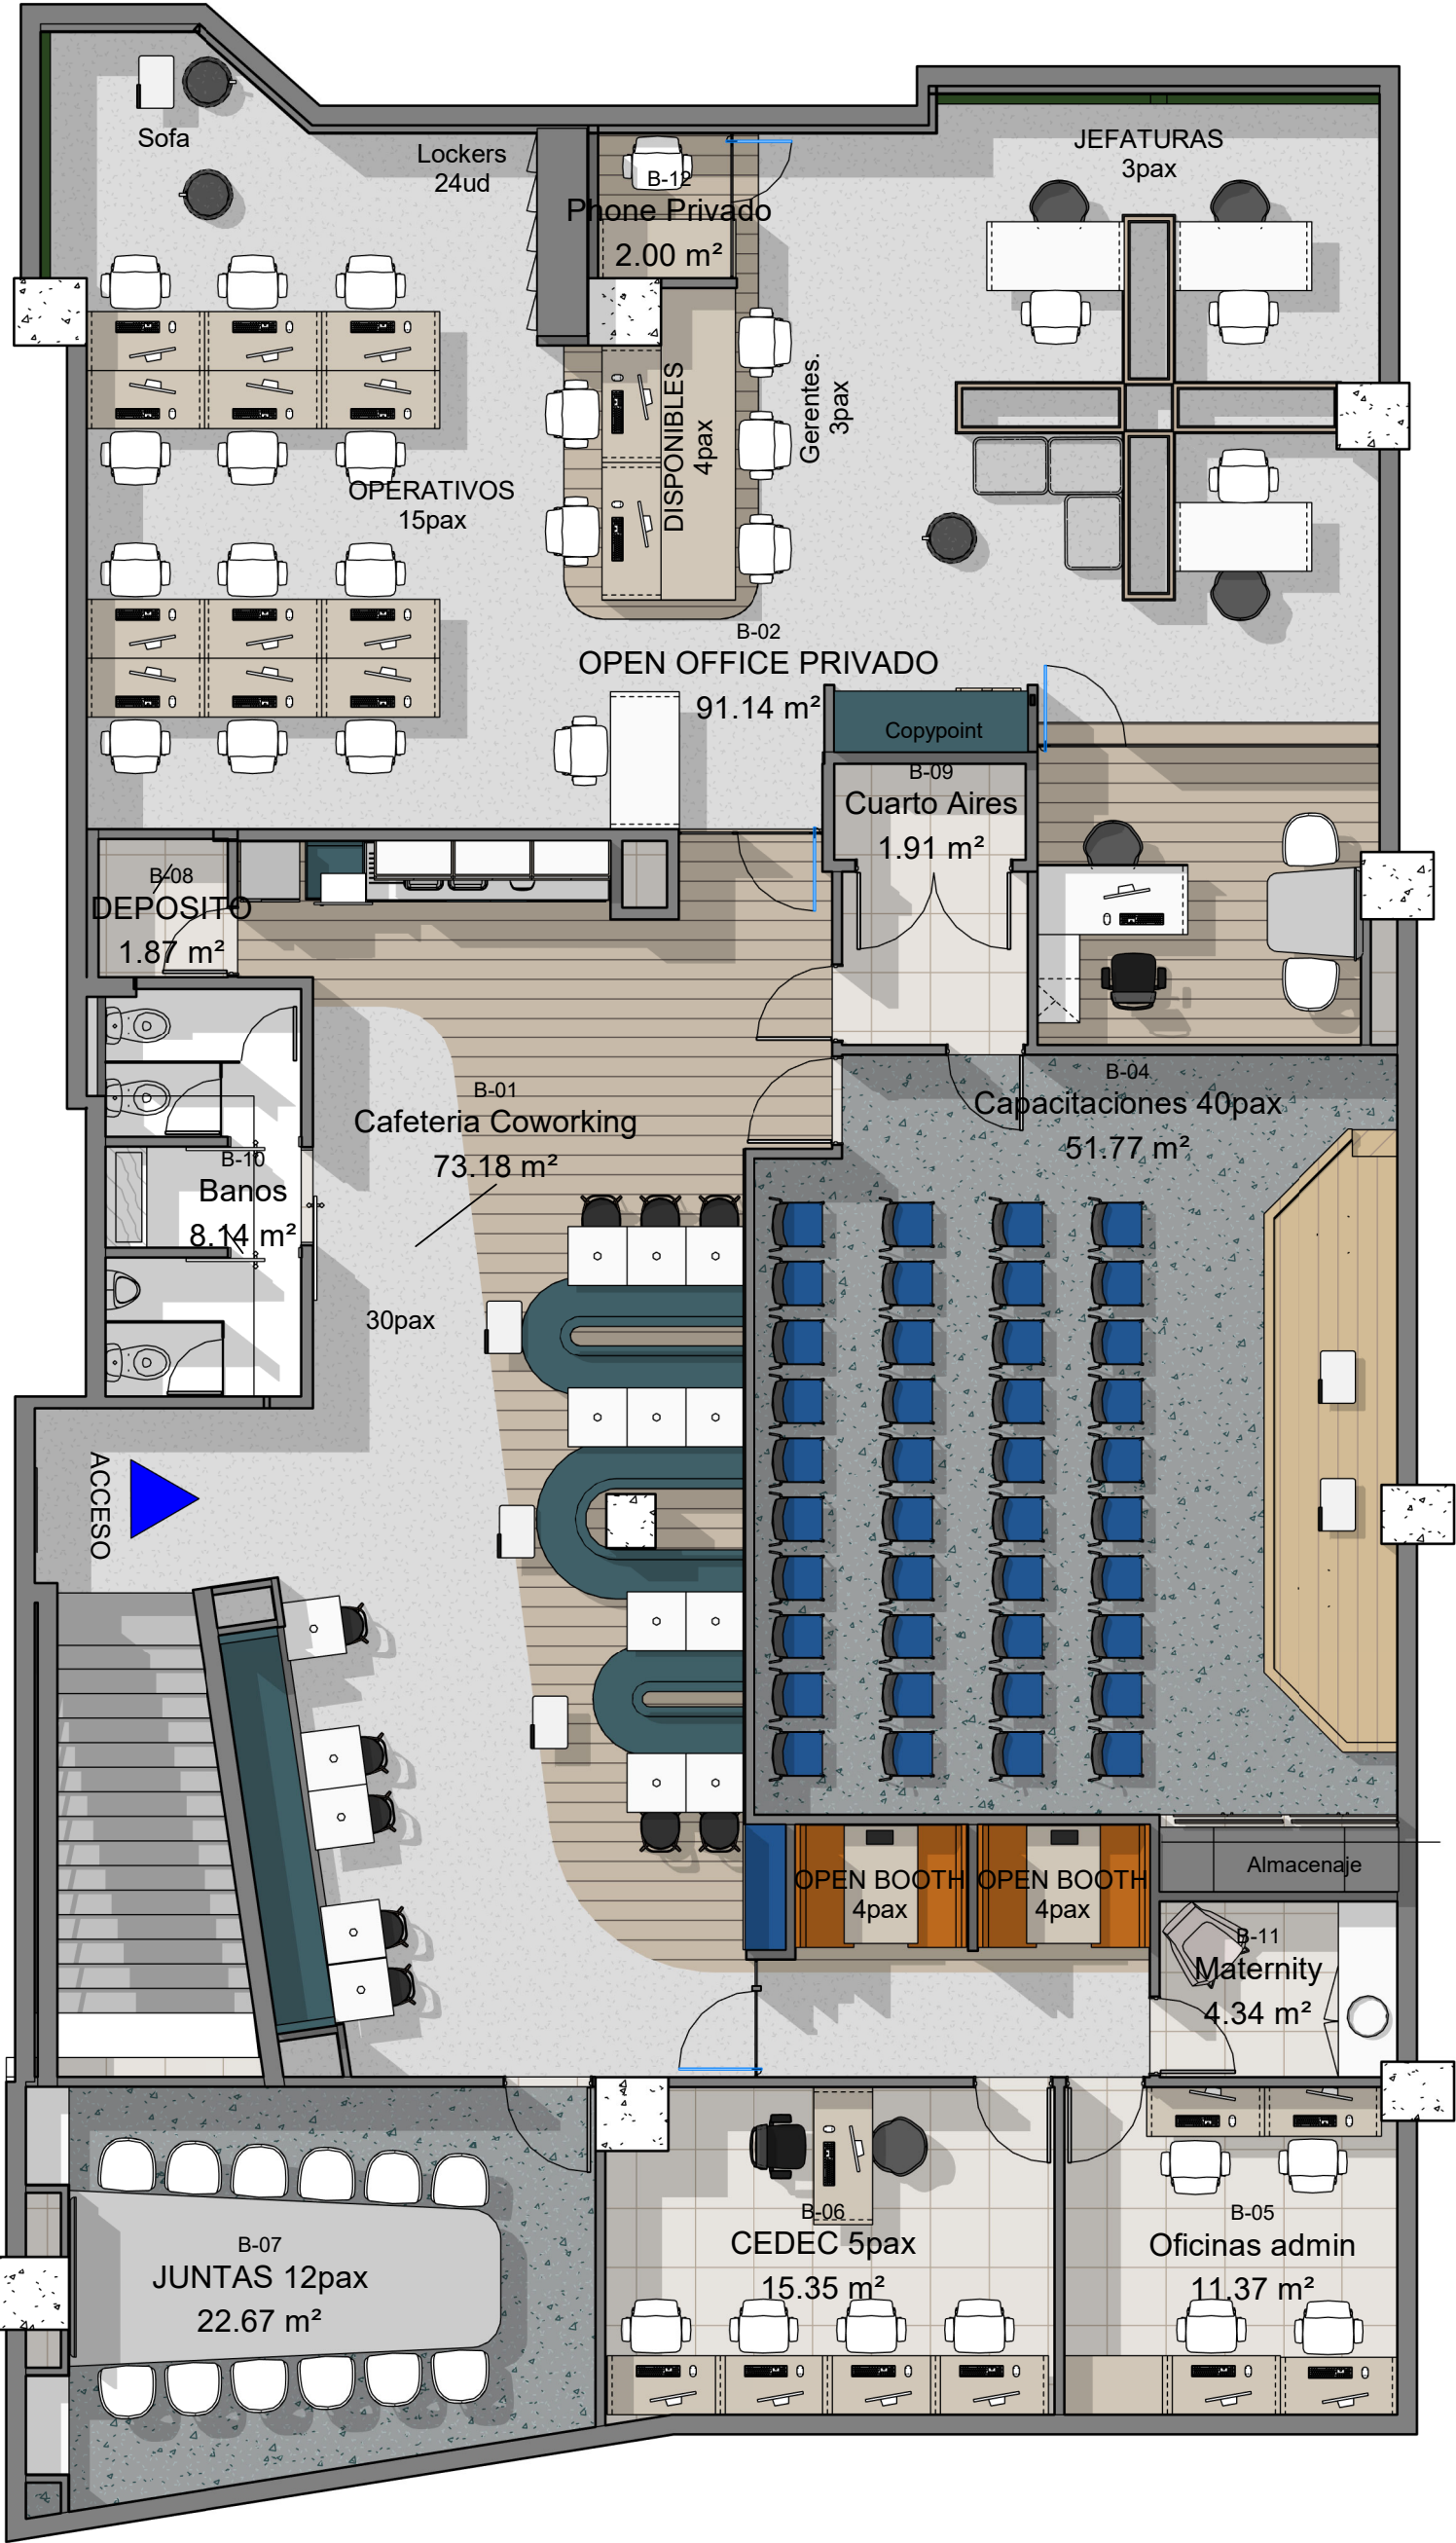 Sofa
Lockers
24ud
B-12
Phone Privado
2.00 m²
JEFATURAS
3pax
DISPONIBLES
4pax
Gerentes.
3pax
OPERATIVOS
15pax
B-02
OPEN OFFICE PRIVADO
91.14 m²
Copypoint
B-09
Cuarto Aires
1.91 m²
B-08
DEPOSITO
1.87 m²
B-01
Cafeteria Coworking
73.18 m²
B-04
Capacitaciones 40pax
51.77 m²
B-10
Banos
8.14 m²
30pax
ACCESO
OPEN BOOTH
4pax
OPEN BOOTH
4pax
Almacenaje
B-11
Maternity
4.34 m²
B-07
JUNTAS 12pax
22.67 m²
B-06
CEDEC 5pax
15.35 m²
B-05
Oficinas admin
11.37 m²